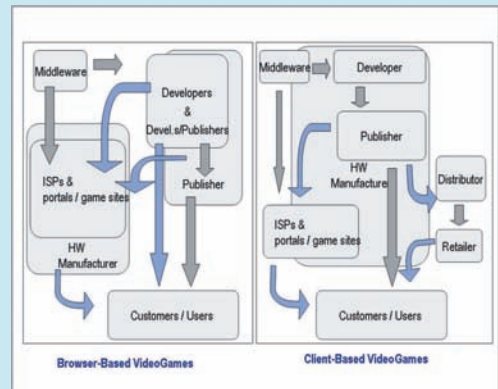 Middleware
Developers
&
Devel.s/Publishers
Publisher
ISPs &
portals / game sites
HW
Manufacturer
Customers / Users
Browser-Based VideoGames
Middleware
Developer
Publisher
HW
Manufacture
Distributor
ISPs &
portals / game sites
Retailer
Customers / Users
Client-Based VideoGames